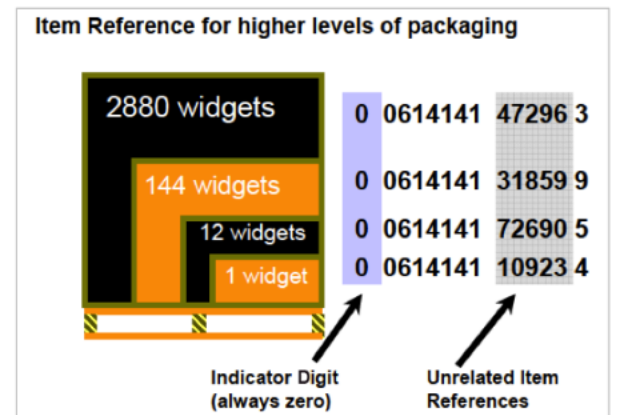 Item Reference for higher levels of packaging
2880 widgets 0 0614141 47296 3
144 widgets 0 0614141 31859 9
12 widgets 0 0614141 72690 5
1 widget 0 0614141 10923 4
Indicator Digit
(always zero)
Unrelated Item
References